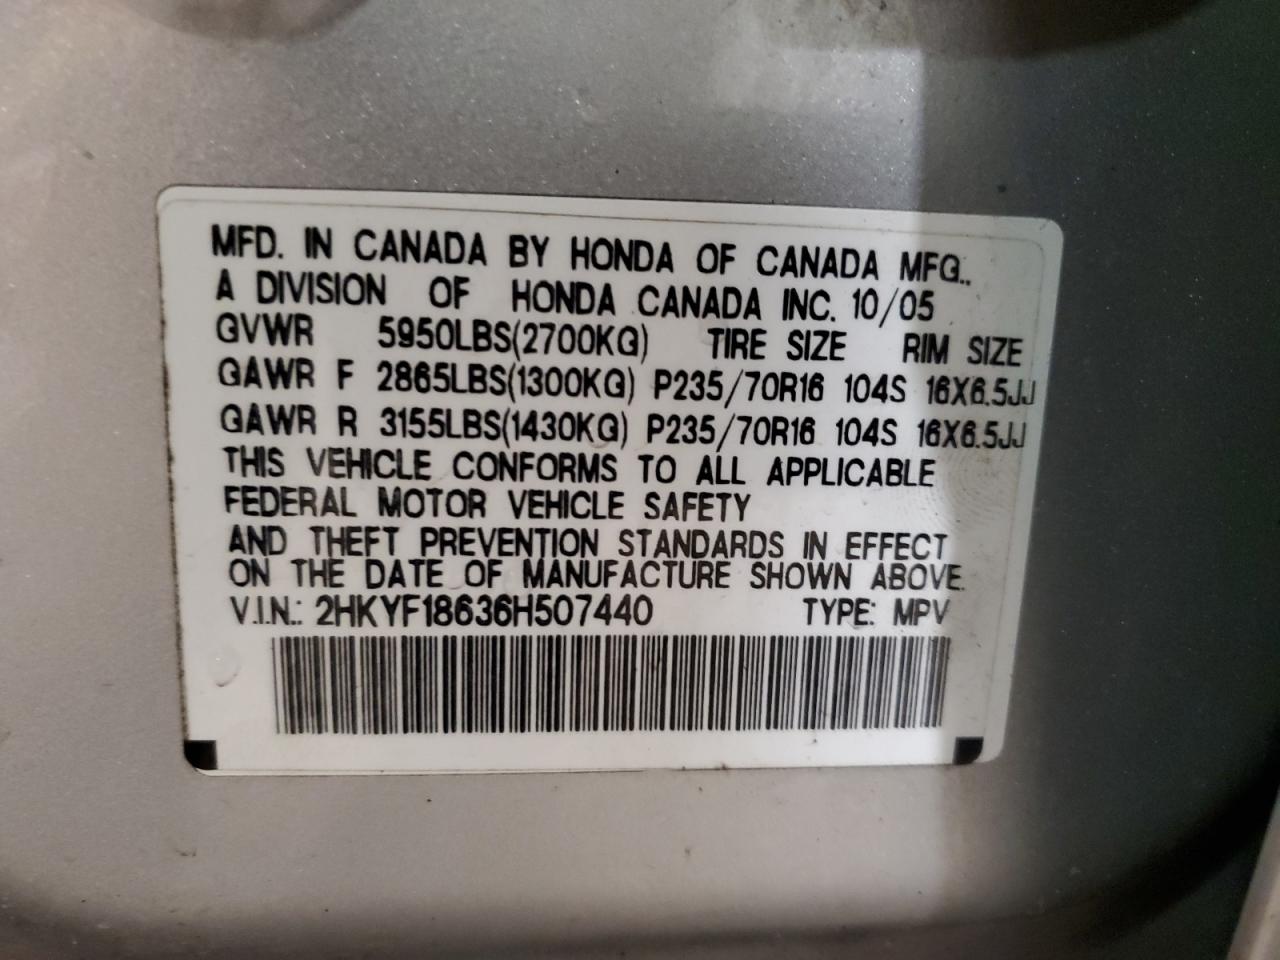 MFD. IN CANADA BY HONDA OF CANADA MFG.,
A DIVISION OF HONDA CANADA INC. 10/05
GVWR 5950LBS(2700KG) TIRE SIZE RIM SIZE
GAWR F 2865LBS(1300KG) P235/70R16 104S 16X6.5JJ
GAWR R 3155LBS(1430KG) P235/70R16 104S 16X6.5JJ
THIS VEHICLE CONFORMS TO ALL APPLICABLE
FEDERAL MOTOR VEHICLE SAFETY
AND THEFT PREVENTION STANDARDS IN EFFECT
ON THE DATE OF MANUFACTURE SHOWN ABOVE.
V.I.N.: 2HKYF18636H507440 TYPE: MPV